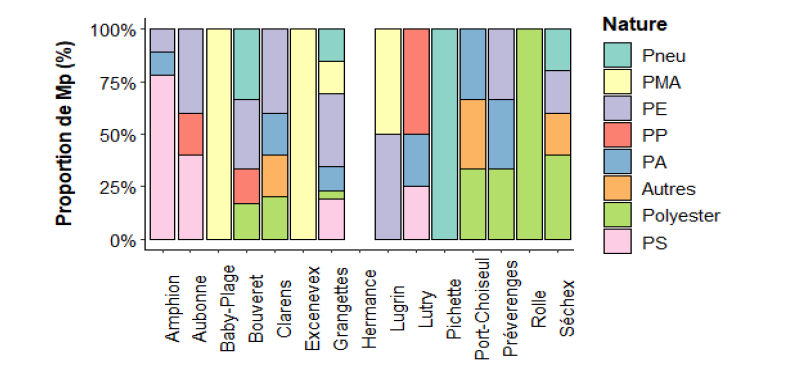 Proportion de Mp (%)
100%
75%
50%
25%
0%
Amphion
Aubonne
Baby-Plage
Bouveret
Clarens
Excenevex
Grangettes
Hermance
Lugrin
Lutry
Pichette
Port-Choiseul
Préverenges
Rolle
Séchex
Nature
Pneu
PMA
PE
PP
PA
Autres
Polyester
PS